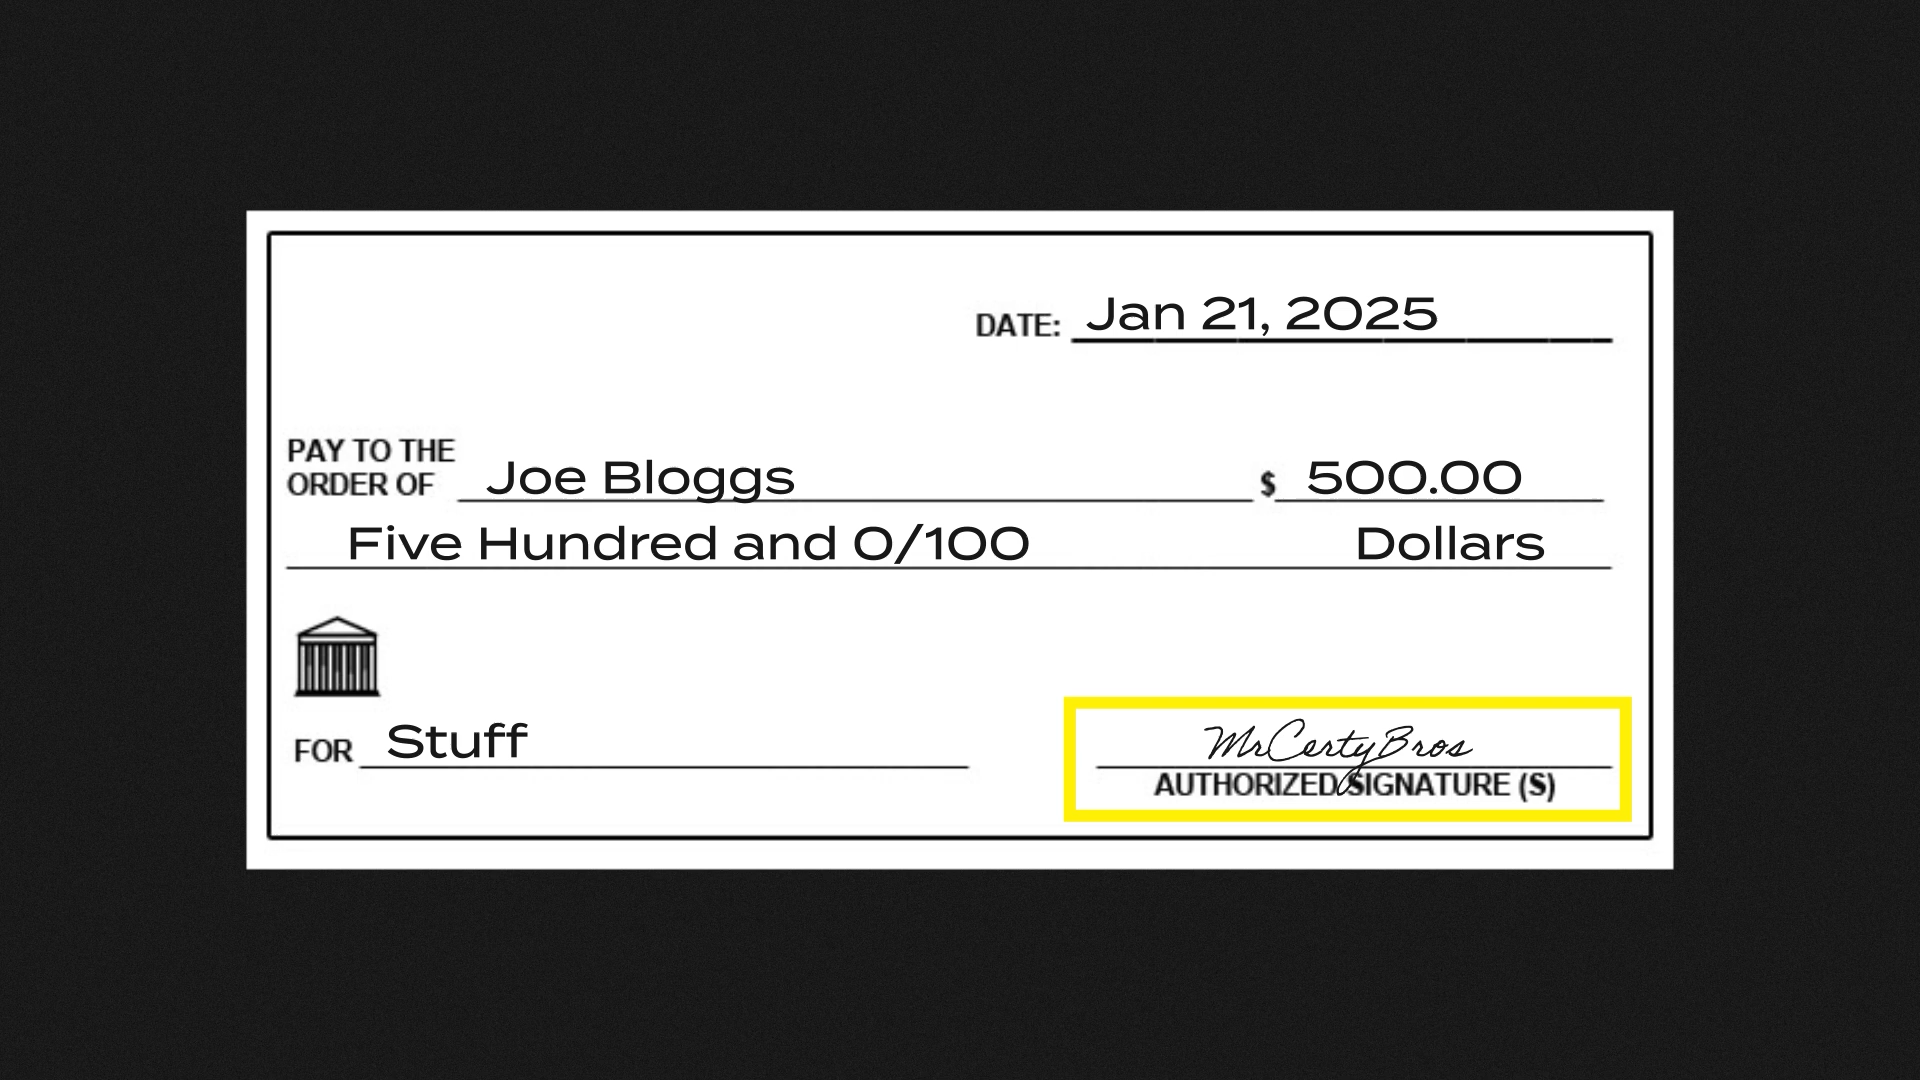 DATE: Jan 21, 2025
PAY TO THE
ORDER OF Joe Bloggs $ 500.00
Five Hundred and 0/100 Dollars
FOR Stuff MrCertyBros
AUTHORIZED SIGNATURE (S)